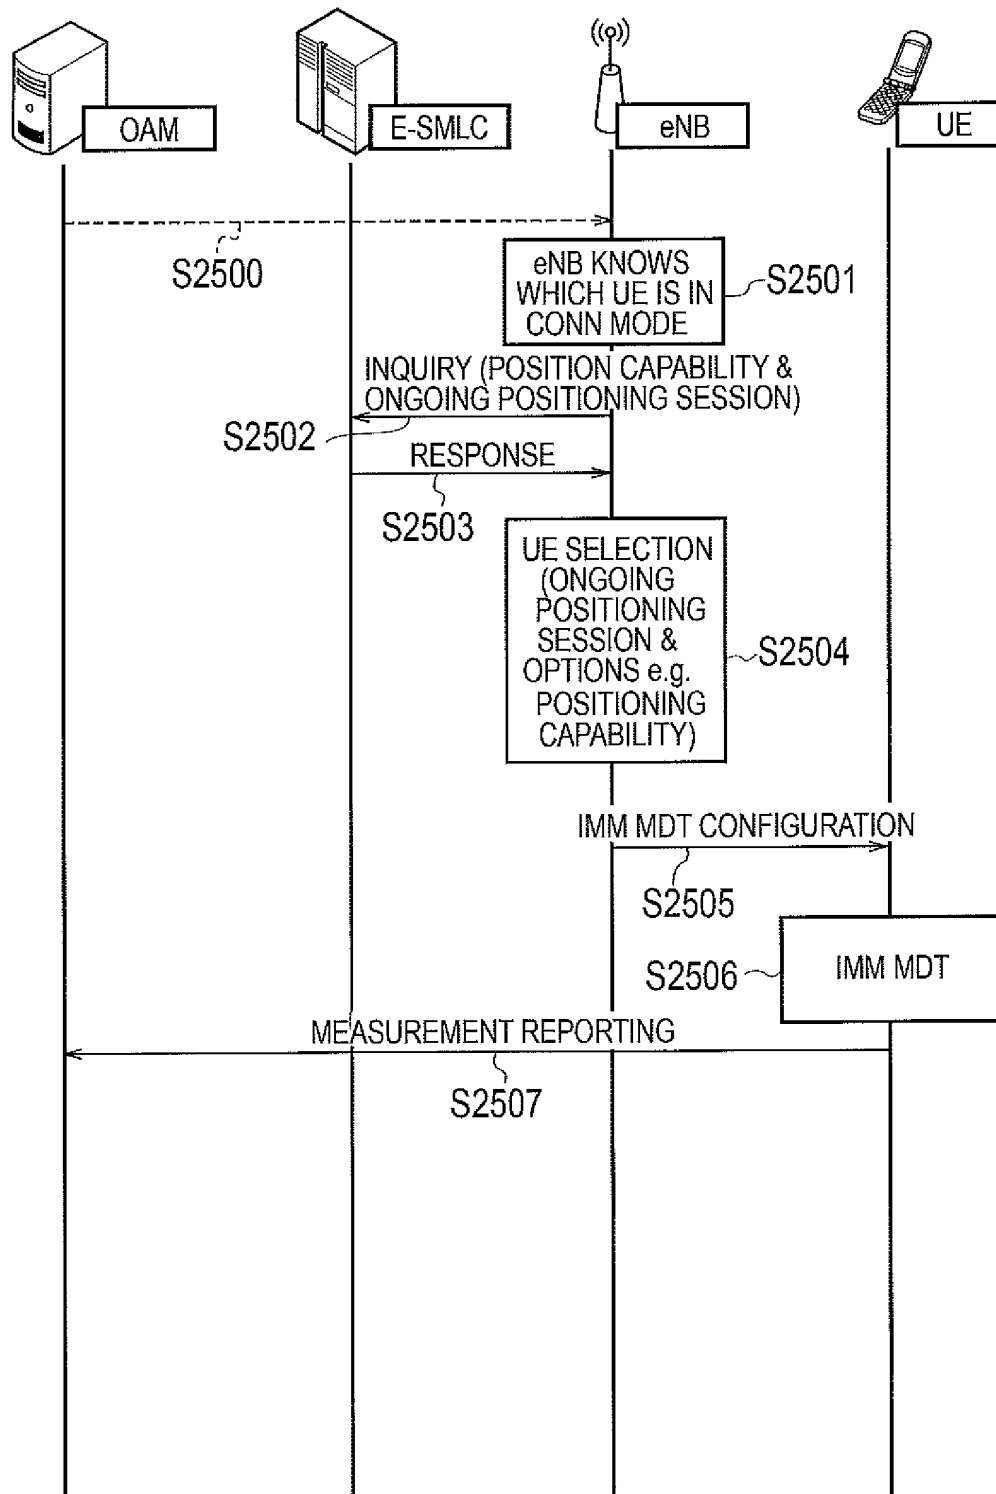 OAM
E-SMLC
eNB
UE
S2500
eNB KNOWS
WHICH UE IS IN
CONN MODE
S2501
INQUIRY (POSITION CAPABILITY &
ONGOING POSITIONING SESSION)
S2502
RESPONSE
S2503
UE SELECTION
(ONGOING
POSITIONING
SESSION &
OPTIONS e.g.
POSITIONING
CAPABILITY)
S2504
IMM MDT CONFIGURATION
S2505
IMM MDT
S2506
MEASUREMENT REPORTING
S2507